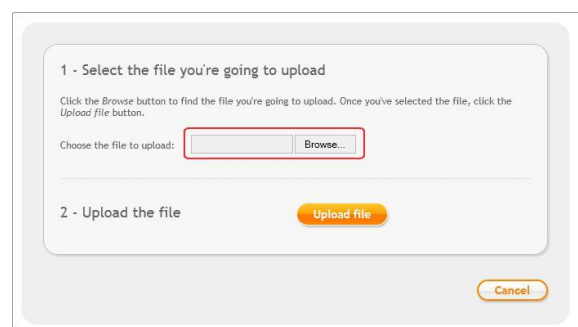 1 - Select the file you're going to upload
Click the Browse button to find the file you're going to upload. Once you've selected the file, click the
Upload file button.
Choose the file to upload:
Browse...
2 - Upload the file
Upload file
Cancel